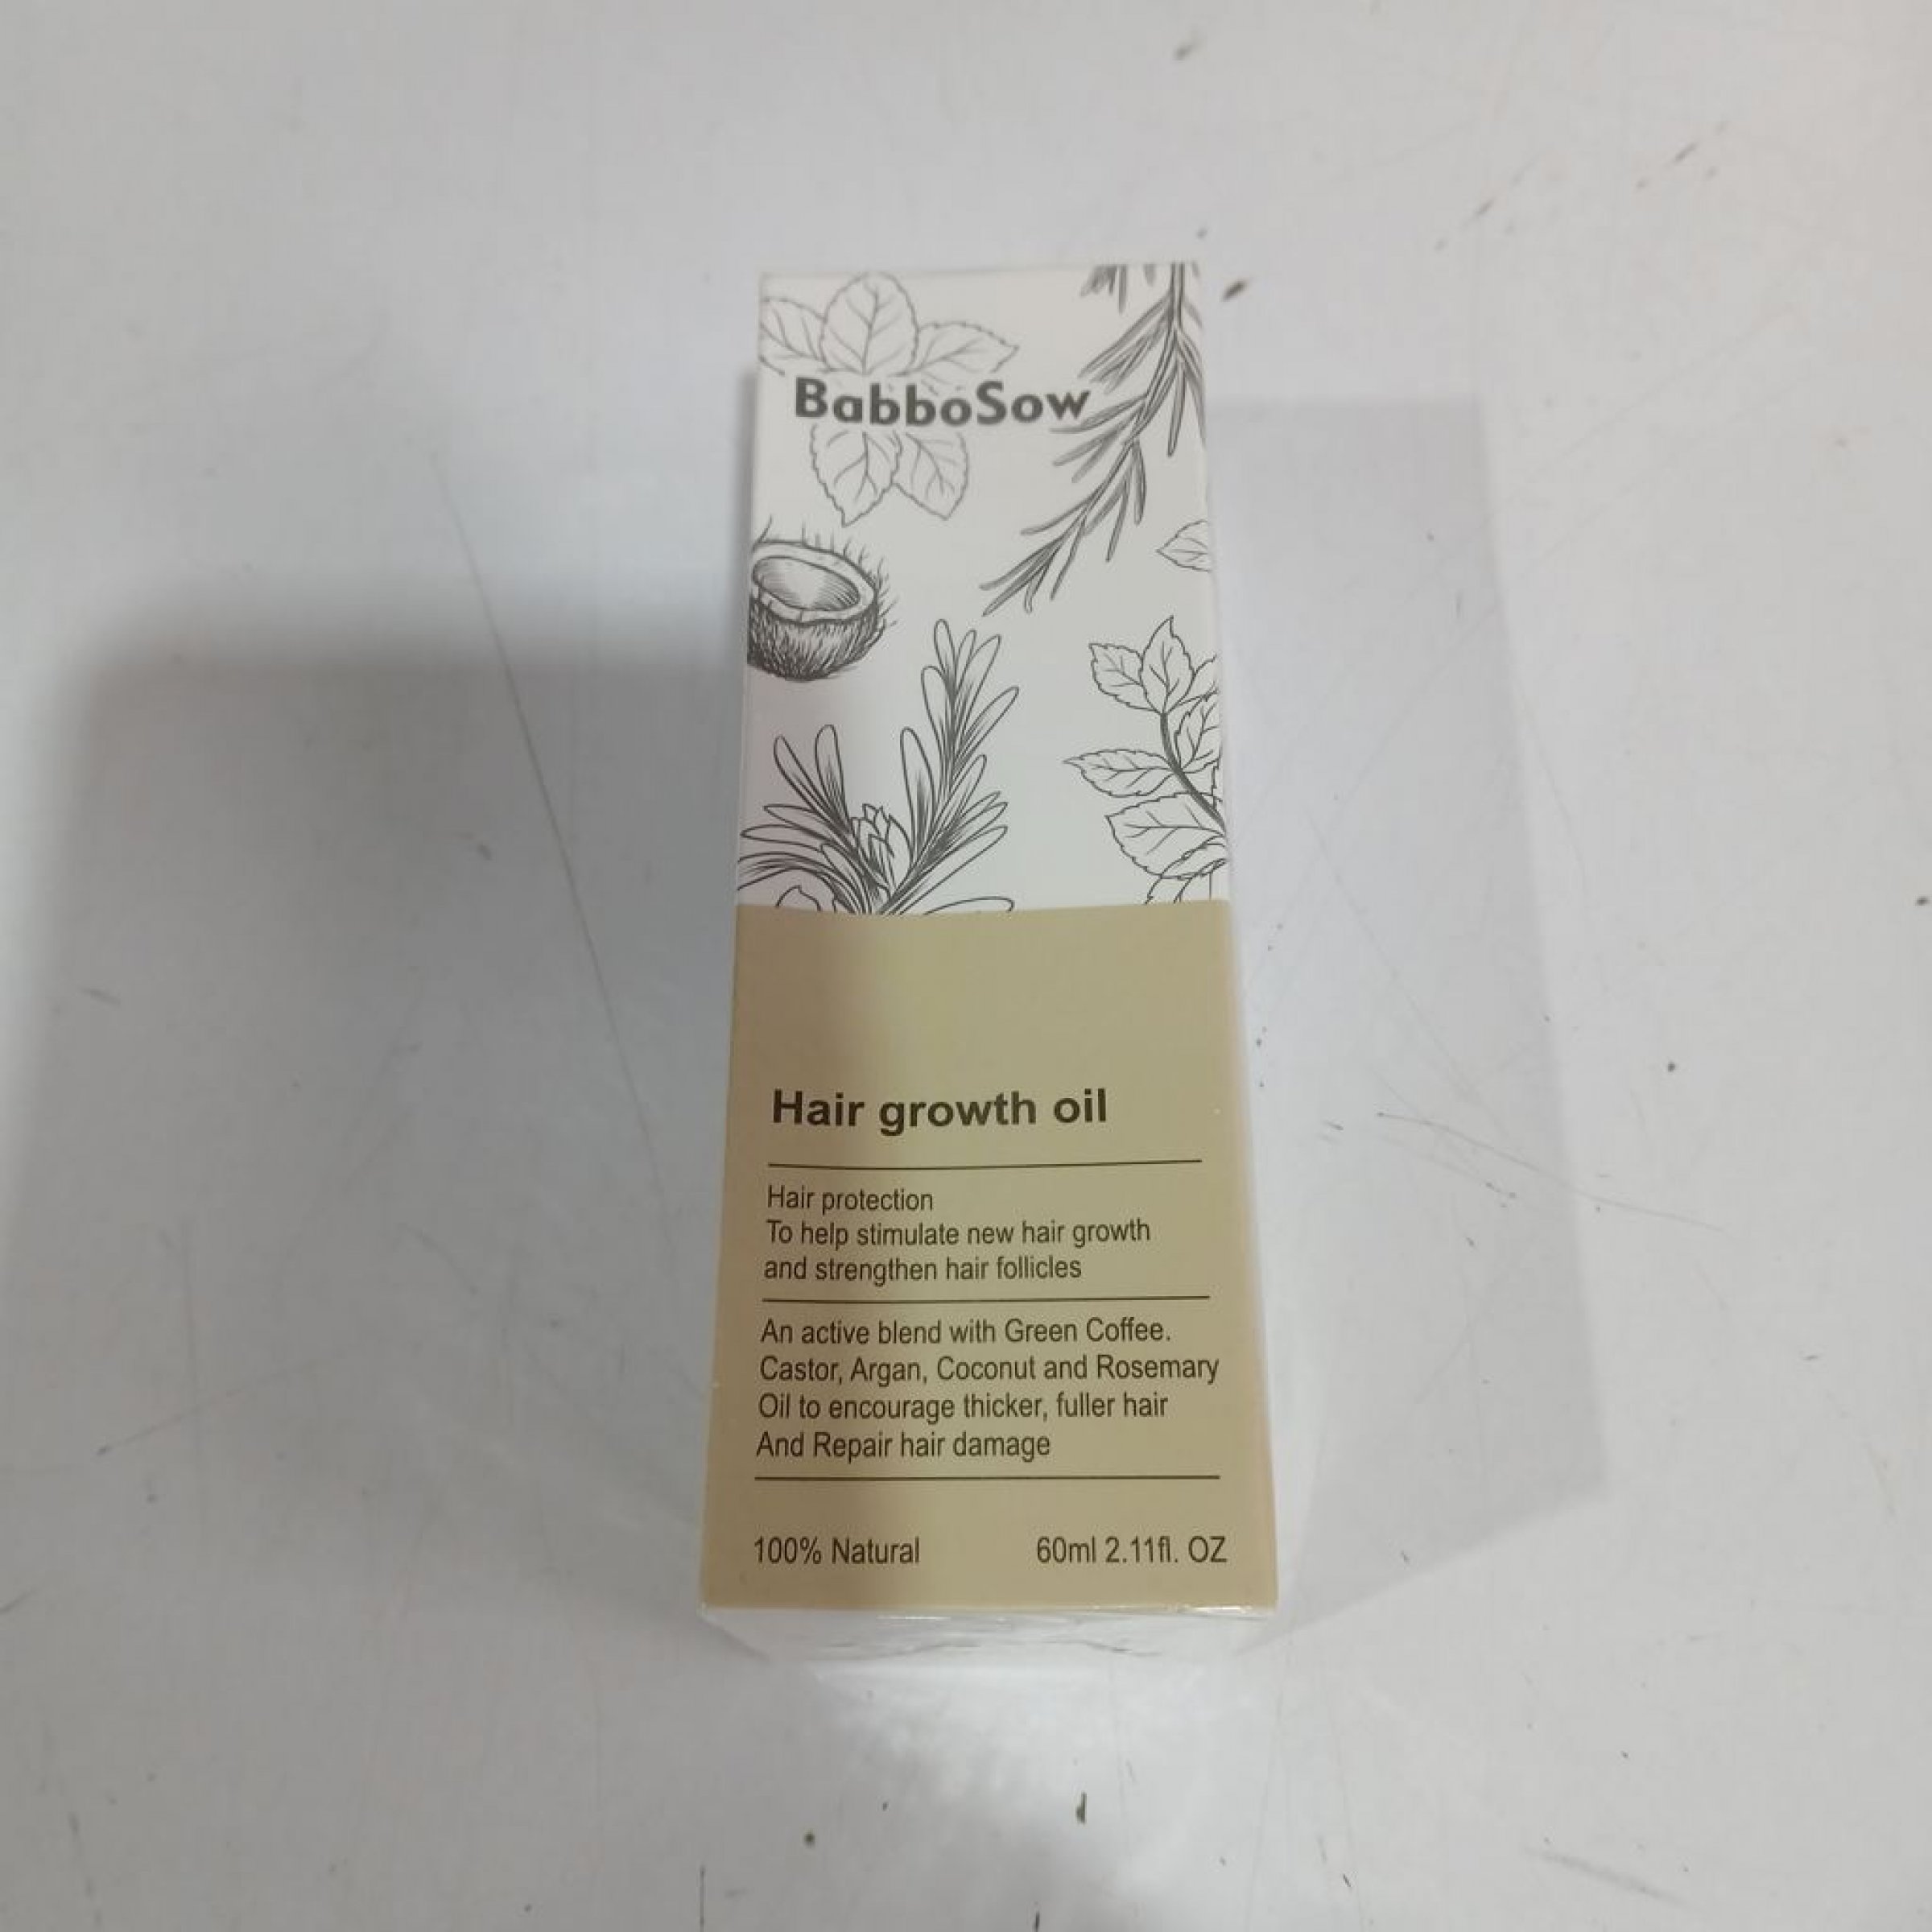 BabboSow
Hair growth oil
Hair protection
To help stimulate new hair growth
and strengthen hair follicles
An active blend with Green Coffee.
Castor, Argan, Coconut and Rosemary
Oil to encourage thicker, fuller hair
And Repair hair damage
100% Natural 60ml 2.11fl. OZ